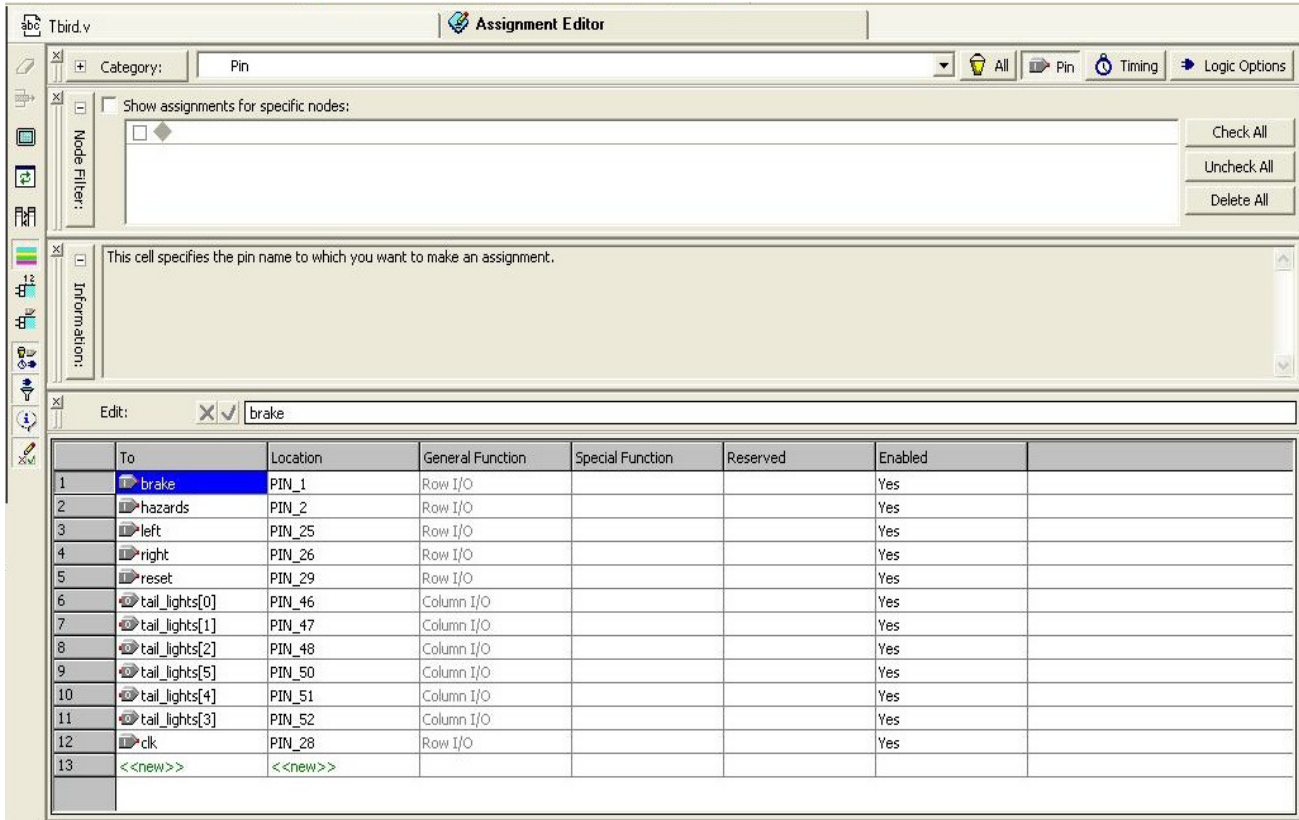 abc Tbird.v
Assignment Editor
Category: Pin All Pin Timing Logic Options
Show assignments for specific nodes:
Node Filter:
Check All
Uncheck All
Delete All
Information:
This cell specifies the pin name to which you want to make an assignment.
Edit: brake
To Location General Function Special Function Reserved Enabled
1 brake PIN_1 Row I/O Yes
2 hazards PIN_2 Row I/O Yes
3 left PIN_25 Row I/O Yes
4 right PIN_26 Row I/O Yes
5 reset PIN_29 Row I/O Yes
6 tail_lights[0] PIN_46 Column I/O Yes
7 tail_lights[1] PIN_47 Column I/O Yes
8 tail_lights[2] PIN_48 Column I/O Yes
9 tail_lights[5] PIN_50 Column I/O Yes
10 tail_lights[4] PIN_51 Column I/O Yes
11 tail_lights[3] PIN_52 Column I/O Yes
12 clk PIN_28 Row I/O Yes
13 <<new>> <<new>>